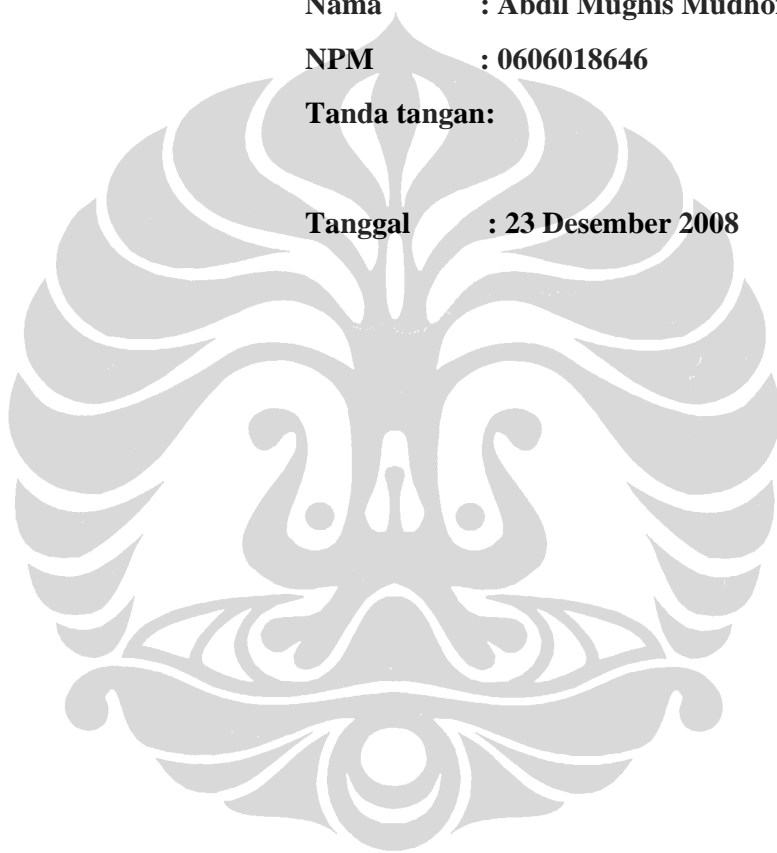 Nama : Abdil Mughis
NPM : 0606018646
Tanda tangan:
Tanggal : 23 Desember 2008